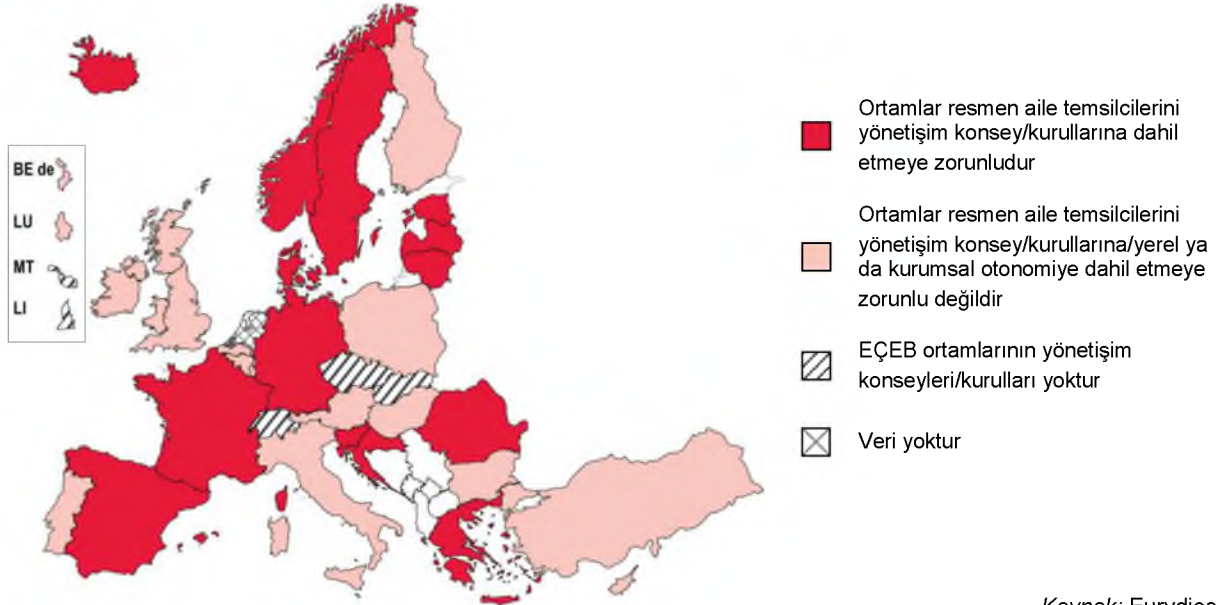 BE de
LU
MT
LI
Ortamlar resmen aile temsilcilerini
yönetişim konsey/kurullarına dahil
etmeye zorunludur
Ortamlar resmen aile temsilcilerini
yönetişim konsey/kurullarına/yerel ya
da kurumsal otonomiye dahil etmeye
zorunlu değildir
EÇEB ortamlarının yönetişim
konseyleri/kurulları yoktur
Veri yoktur